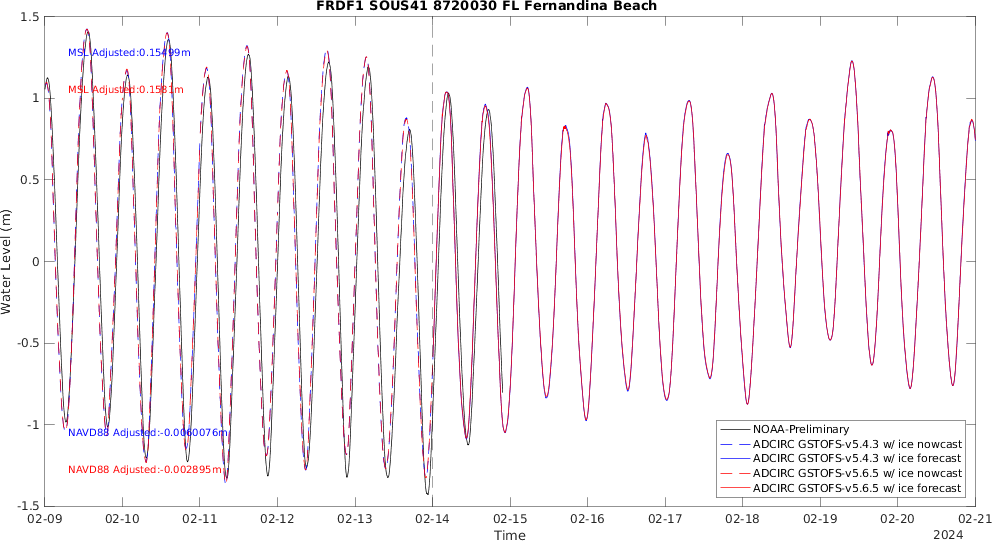 FRDF1 SOUS41 8720030 FL Fernandina Beach
1.5
MSL Adjusted:0.15499m
MSL Adjusted:0.1581m
1
0.5
0
-0.5
-1
-1.5
Water Level (m)
NAVD88 Adjusted:-0.0060076m
NAVD88 Adjusted:-0.002895m
NOAA-Preliminary
ADCIRC GSTOFS-v5.4.3 w/ ice nowcast
ADCIRC GSTOFS-v5.4.3 w/ ice forecast
ADCIRC GSTOFS-v5.6.5 w/ ice nowcast
ADCIRC GSTOFS-v5.6.5 w/ ice forecast
02-09 02-10 02-11 02-12 02-13 02-14 02-15 02-16 02-17 02-18 02-19 02-20 02-21
Time
2024